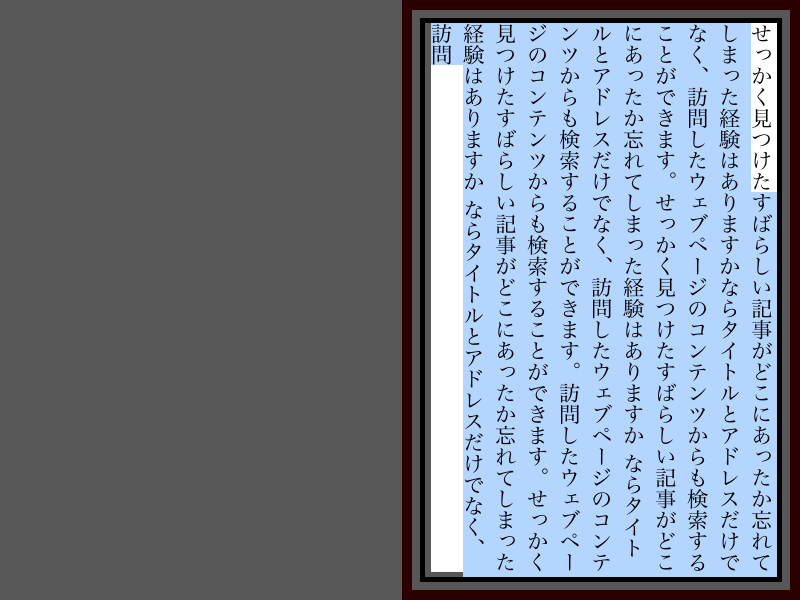 せっかく見つけたすばらしい記事がどこにあったか忘れて
しまった経験はありますかならタイトルとアドレスだけで
なく、訪問したウェブページのコンテンツからも検索する
ことができます。せっかく見つけたすばらしい記事がどこ
にあったか忘れてしまった経験はありますか ならタイト
ルとアドレスだけでなく、訪問したウェブページのコンテ
ンツからも検索することができます。訪問したウェブペー
ジのコンテンツからも検索することができます。せっかく
見つけたすばらしい記事がどこにあったか忘れてしまった
経験はありますか ならタイトルとアドレスだけでなく、
訪問